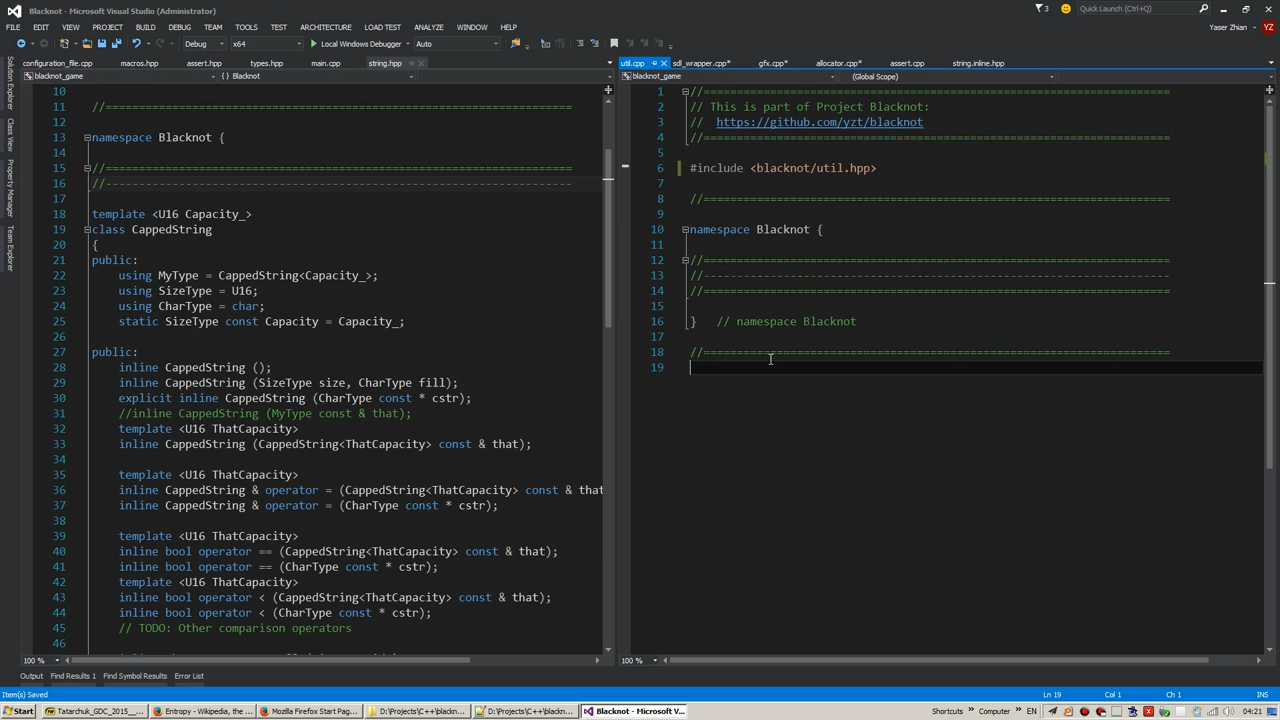 Blacknot - Microsoft Visual Studio (Administrator)
3
Quick Launch (Ctrl+Q)
FILE EDIT VIEW PROJECT BUILD DEBUG TEAM TOOLS TEST ARCHITECTURE LOAD TEST ANALYZE WINDOW HELP
Yaser Zhian
YZ
Debug x64 Local Windows Debugger Auto
Solution Explorer
Class View
Property Manager
Team Explorer
configuration_file.cpp macros.hpp assert.hpp types.hpp main.cpp string.hpp
blacknot_game { } Blacknot
10
11 //======================================================================
12
13 namespace Blacknot {
14
15 //======================================================================
16 //----------------------------------------------------------------------
17
18 template <U16 Capacity_>
19 class CappedString
20 {
21 public:
22 using MyType = CappedString<Capacity_>;
23 using SizeType = U16;
24 using CharType = char;
25 static SizeType const Capacity = Capacity_;
26
27 public:
28 inline CappedString ();
29 inline CappedString (SizeType size, CharType fill);
30 explicit inline CappedString (CharType const * cstr);
31 //inline CappedString (MyType const & that);
32 template <U16 ThatCapacity>
33 inline CappedString (CappedString<ThatCapacity> const & that);
34
35 template <U16 ThatCapacity>
36 inline CappedString & operator = (CappedString<ThatCapacity> const & that
37 inline CappedString & operator = (CharType const * cstr);
38
39 template <U16 ThatCapacity>
40 inline bool operator == (CappedString<ThatCapacity> const & that);
41 inline bool operator == (CharType const * cstr);
42 template <U16 ThatCapacity>
43 inline bool operator < (CappedString<ThatCapacity> const & that);
44 inline bool operator < (CharType const * cstr);
45 // TODO: Other comparison operators
46
100 %
util.cpp sdl_wrapper.cpp* gfx.cpp* allocator.cpp* assert.cpp string.inline.hpp
blacknot_game (Global Scope)
1 //======================================================================
2 // This is part of Project Blacknot:
3 // https://github.com/yzt/blacknot
4 //======================================================================
5
6 #include <blacknot/util.hpp>
7
8 //======================================================================
9
10 namespace Blacknot {
11
12 //======================================================================
13 //----------------------------------------------------------------------
14 //======================================================================
15
16 } // namespace Blacknot
17
18 //======================================================================
19
100 %
Output Find Results 1 Find Symbol Results Error List
Item(s) Saved Ln 19 Col 1 Ch 1 INS
Start Tatarchuk_GDC_2015__... Entropy - Wikipedia, the ... Mozilla Firefox Start Pag... D:\Projects\C++\blackn... D:\Projects\C++\blackn... Blacknot - Microsoft Vi... Shortcuts » Computer » EN 04:21